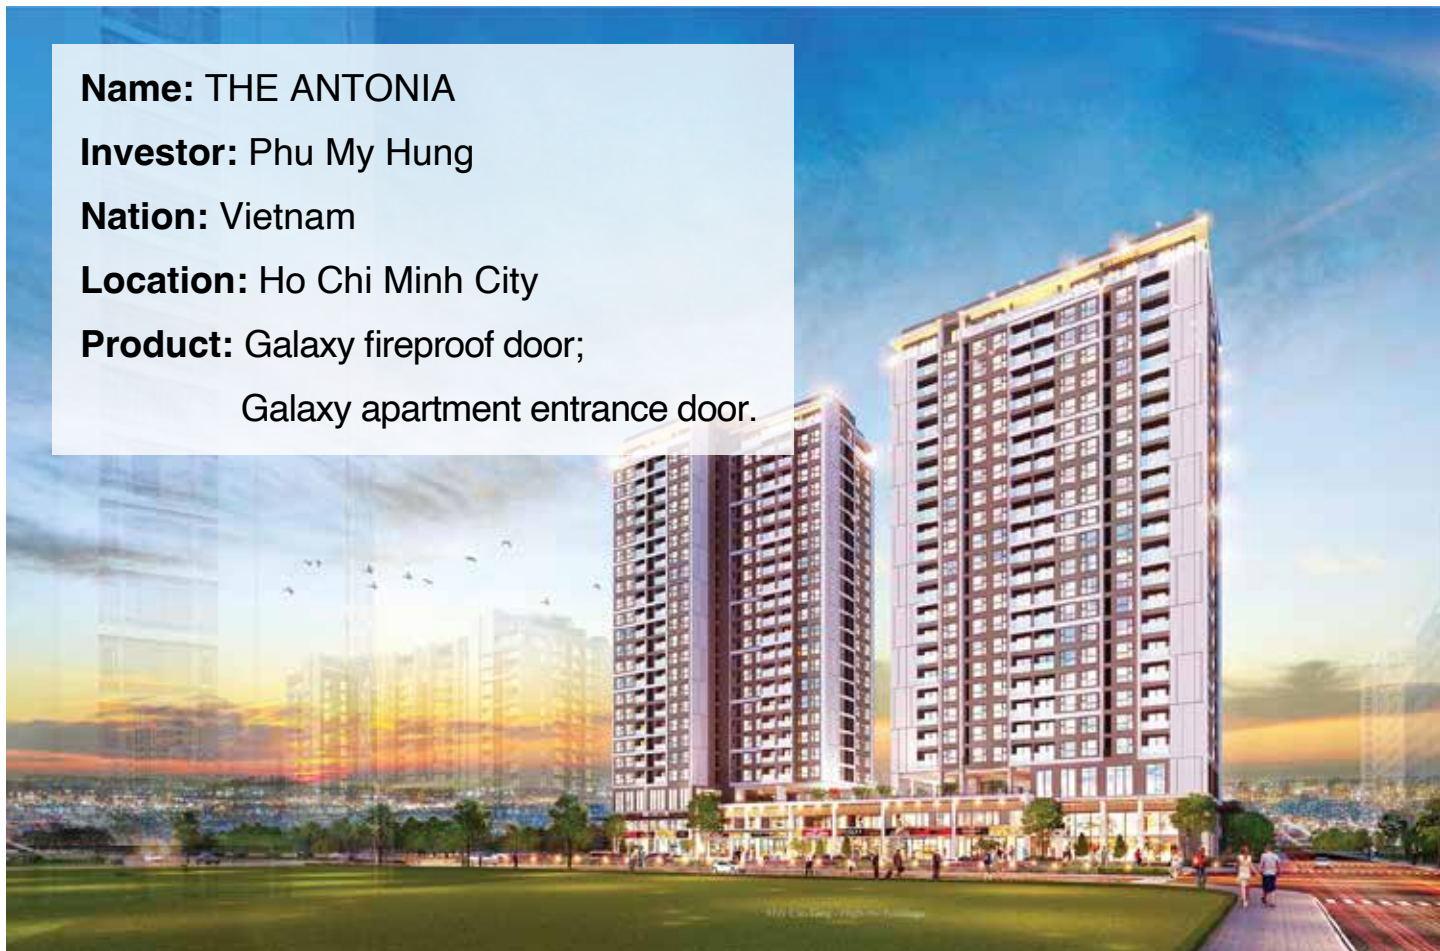 Name: THE ANTONIA
Investor: Phu My Hung
Nation: Vietnam
Location: Ho Chi Minh City
Product: Galaxy fireproof door;
Galaxy apartment entrance door.